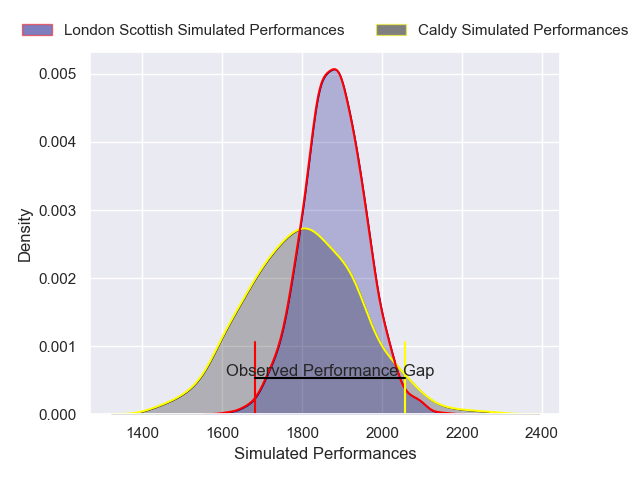 London Scottish Simulated Performances Caldy Simulated Performances
0.005
0.004
0.003
0.002
0.001
0.000
Density
Observed Performance Gap
1400 1600 1800 2000 2200 2400
Simulated Performances